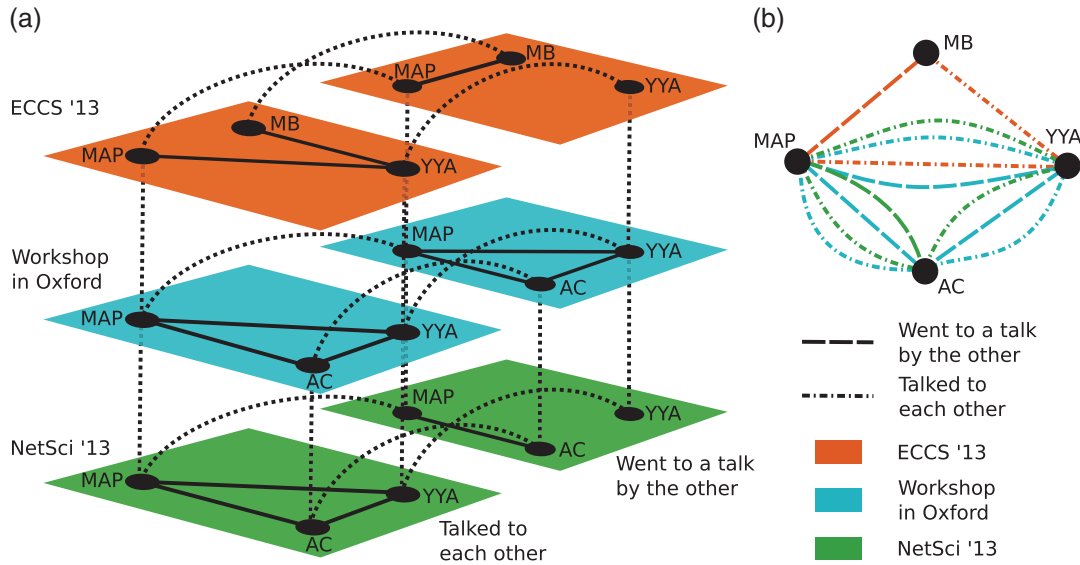 (a)
(b)
ECCS '13
MAP
MB
YYA
MAP
MB
YYA
Workshop
in Oxford
MAP
YYA
AC
MAP
YYA
AC
NetSci '13
MAP
AC
YYA
MAP
YYA
AC
Went to a talk
by the other
Talked to
each other
MB
MAP
YYA
AC
Went to a talk
by the other
Talked to
each other
ECCS '13
Workshop
in Oxford
NetSci '13